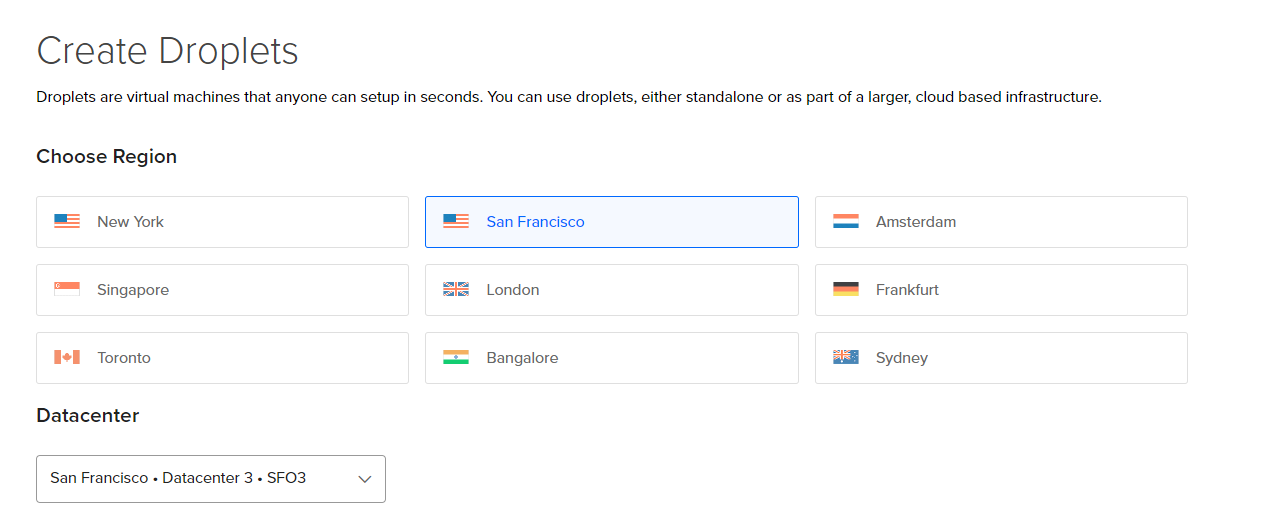 Create Droplets
Droplets are virtual machines that anyone can setup in seconds. You can use droplets, either standalone or as part of a larger, cloud based infrastructure.
Choose Region
New York
San Francisco
Amsterdam
Singapore
London
Frankfurt
Toronto
Bangalore
Sydney
Datacenter
San Francisco • Datacenter 3 • SFO3